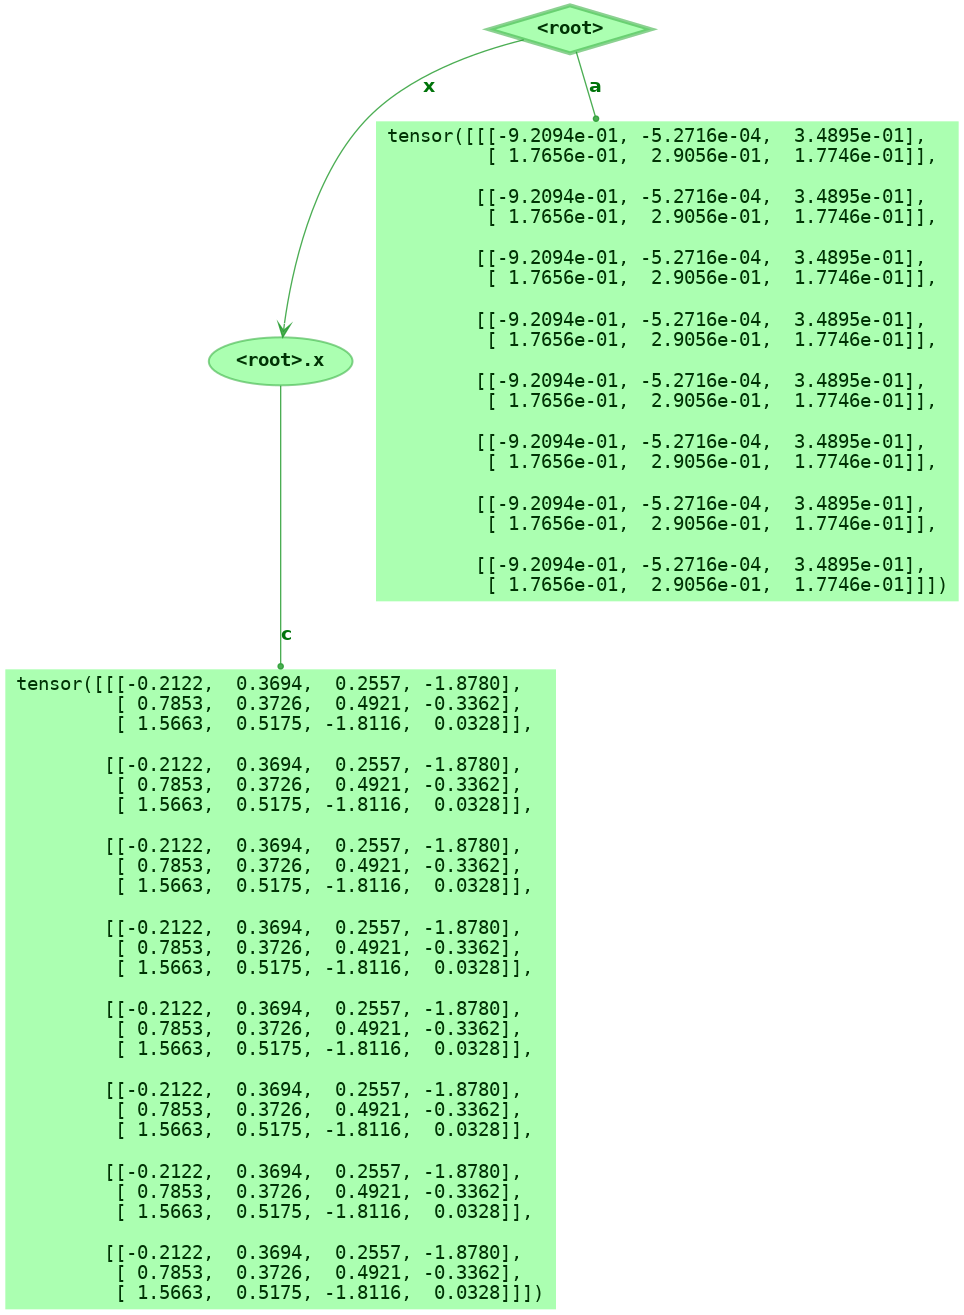 <root>
x
a
tensor([[[-9.2094e-01, -5.2716e-04,  3.4895e-01],
         [ 1.7656e-01,  2.9056e-01,  1.7746e-01]],

        [[-9.2094e-01, -5.2716e-04,  3.4895e-01],
         [ 1.7656e-01,  2.9056e-01,  1.7746e-01]],

        [[-9.2094e-01, -5.2716e-04,  3.4895e-01],
         [ 1.7656e-01,  2.9056e-01,  1.7746e-01]],

        [[-9.2094e-01, -5.2716e-04,  3.4895e-01],
         [ 1.7656e-01,  2.9056e-01,  1.7746e-01]],

        [[-9.2094e-01, -5.2716e-04,  3.4895e-01],
         [ 1.7656e-01,  2.9056e-01,  1.7746e-01]],

        [[-9.2094e-01, -5.2716e-04,  3.4895e-01],
         [ 1.7656e-01,  2.9056e-01,  1.7746e-01]],

        [[-9.2094e-01, -5.2716e-04,  3.4895e-01],
         [ 1.7656e-01,  2.9056e-01,  1.7746e-01]],

        [[-9.2094e-01, -5.2716e-04,  3.4895e-01],
         [ 1.7656e-01,  2.9056e-01,  1.7746e-01]]])
<root>.x
c
tensor([[[-0.2122,  0.3694,  0.2557, -1.8780],
         [ 0.7853,  0.3726,  0.4921, -0.3362],
         [ 1.5663,  0.5175, -1.8116,  0.0328]],

        [[-0.2122,  0.3694,  0.2557, -1.8780],
         [ 0.7853,  0.3726,  0.4921, -0.3362],
         [ 1.5663,  0.5175, -1.8116,  0.0328]],

        [[-0.2122,  0.3694,  0.2557, -1.8780],
         [ 0.7853,  0.3726,  0.4921, -0.3362],
         [ 1.5663,  0.5175, -1.8116,  0.0328]],

        [[-0.2122,  0.3694,  0.2557, -1.8780],
         [ 0.7853,  0.3726,  0.4921, -0.3362],
         [ 1.5663,  0.5175, -1.8116,  0.0328]],

        [[-0.2122,  0.3694,  0.2557, -1.8780],
         [ 0.7853,  0.3726,  0.4921, -0.3362],
         [ 1.5663,  0.5175, -1.8116,  0.0328]],

        [[-0.2122,  0.3694,  0.2557, -1.8780],
         [ 0.7853,  0.3726,  0.4921, -0.3362],
         [ 1.5663,  0.5175, -1.8116,  0.0328]],

        [[-0.2122,  0.3694,  0.2557, -1.8780],
         [ 0.7853,  0.3726,  0.4921, -0.3362],
         [ 1.5663,  0.5175, -1.8116,  0.0328]],

        [[-0.2122,  0.3694,  0.2557, -1.8780],
         [ 0.7853,  0.3726,  0.4921, -0.3362],
         [ 1.5663,  0.5175, -1.8116,  0.0328]]])